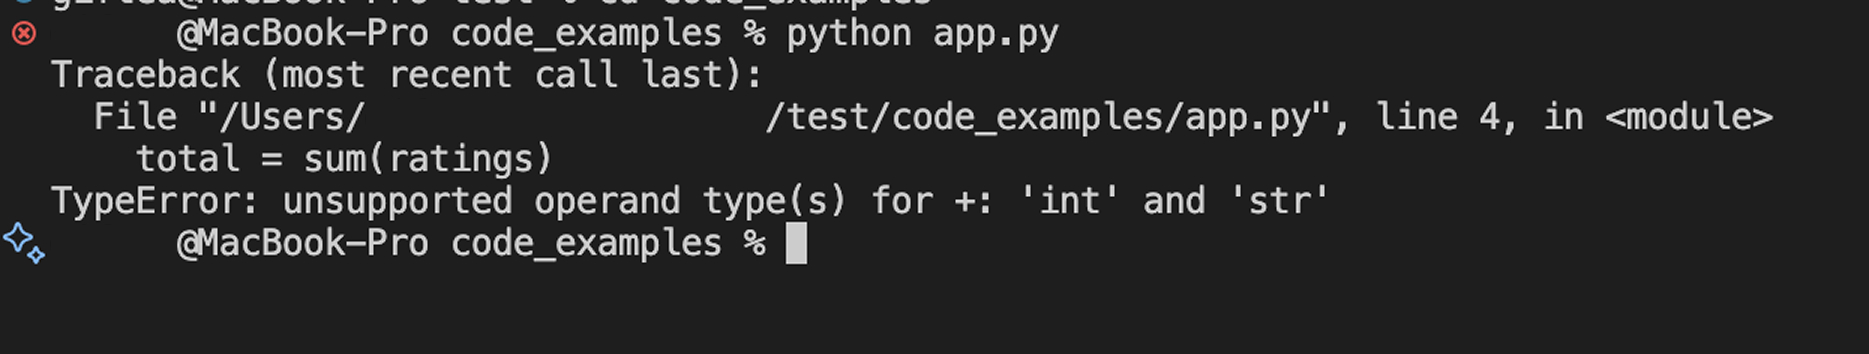 @MacBook-Pro code_examples % python app.py
Traceback (most recent call last):
  File "/Users/                   /test/code_examples/app.py", line 4, in <module>
    total = sum(ratings)
TypeError: unsupported operand type(s) for +: 'int' and 'str'
@MacBook-Pro code_examples %